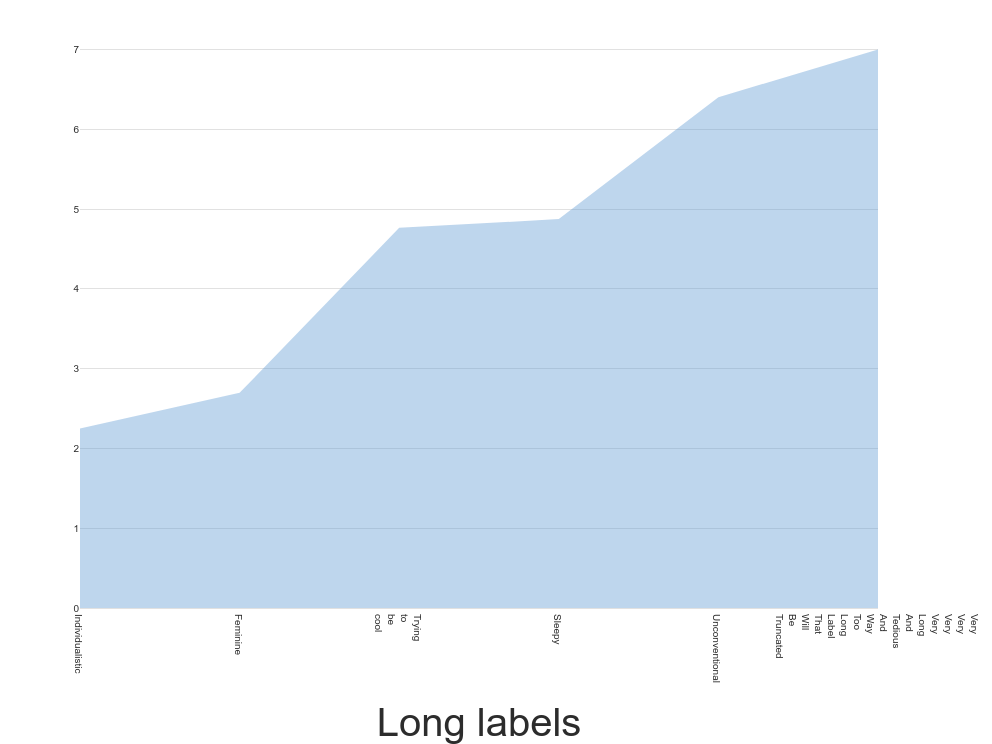 7
6
5
4
3
2
1
0
Individualistic
Feminine
Trying
to
be
cool
Sleepy
Unconventional
Very
Very
Very
Very
Long
And
Tedious
And
Way
Too
Long
Label
That
Will
Be
Truncated
Long labels